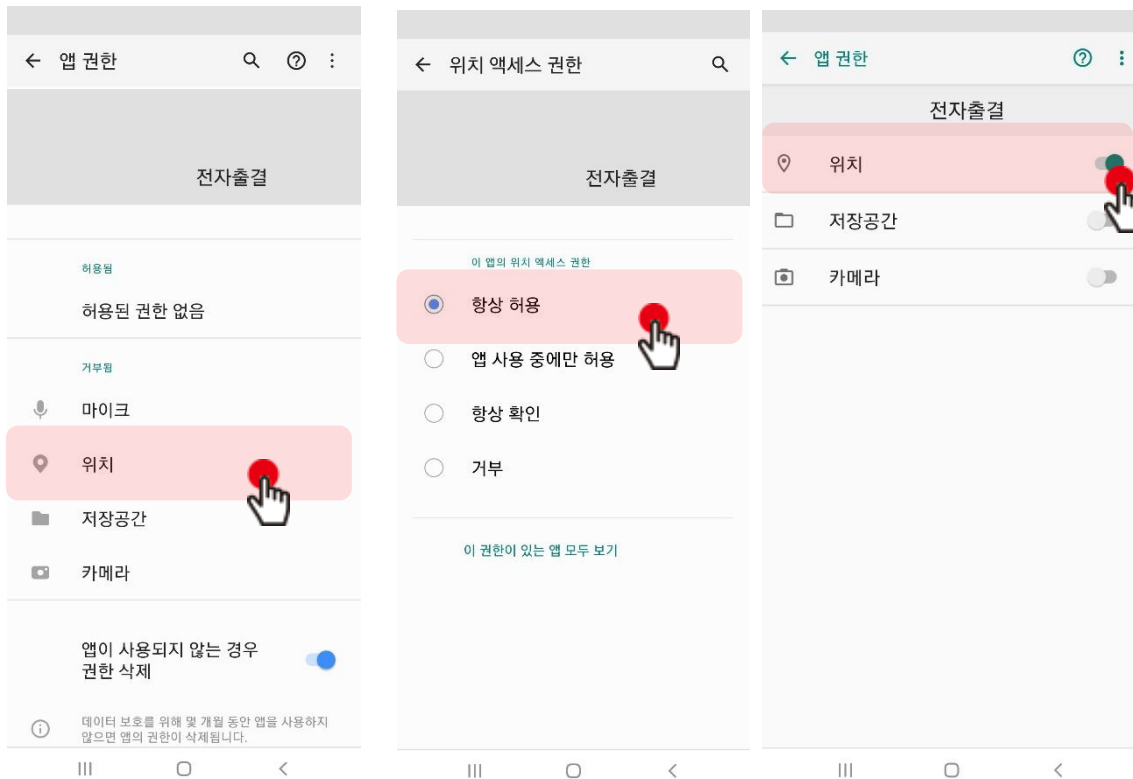 앱 권한
전자출결
허용됨
허용된 권한 없음
거부됨
마이크
위치
저장공간
카메라
앱이 사용되지 않는 경우
권한 삭제
데이터 보호를 위해 몇 개월 동안 앱을 사용하지
않으면 앱의 권한이 삭제됩니다.
위치 액세스 권한
전자출결
이 앱의 위치 액세스 권한
항상 허용
앱 사용 중에만 허용
항상 확인
거부
이 권한이 있는 앱 모두 보기
앱 권한
전자출결
위치
저장공간
카메라